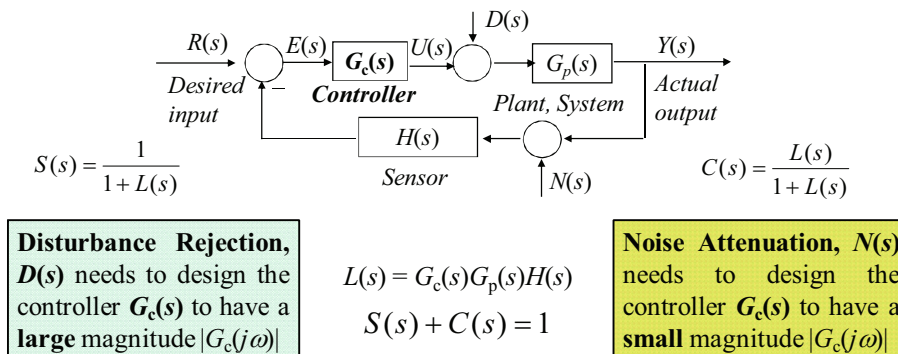 D(s)
R(s) E(s) G_c(s) U(s) G_p(s) Y(s)
Desired
input
Controller
Plant, System
Actual
output
−
H(s)
Sensor
N(s)
S(s) = 1 / (1 + L(s))
C(s) = L(s) / (1 + L(s))
Disturbance Rejection,
D(s) needs to design the
controller G_c(s) to have a
large magnitude |G_c(jω)|
L(s) = G_c(s)G_p(s)H(s)
S(s) + C(s) = 1
Noise Attenuation, N(s)
needs to design the
controller G_c(s) to have a
small magnitude |G_c(jω)|